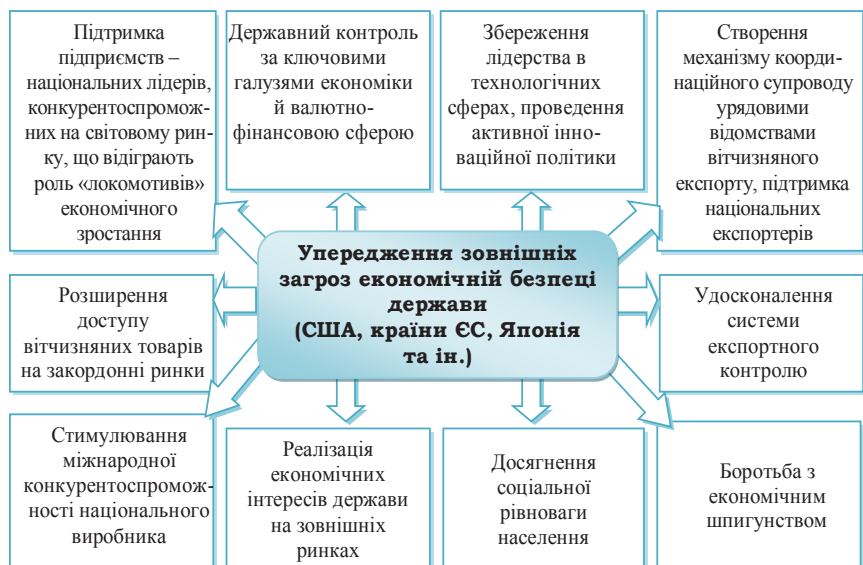 Підтримка
підприємств –
національних лідерів,
конкурентоспромож-
них на світовому рин-
ку, що відіграють
роль «локомотивів»
економічного
зростання
Державний контроль
за ключовими
галузями економіки
й валютно-
фінансовою сферою
Збереження
лідерства в
технологічних
сферах, проведення
активної інно-
ваційної політики
Створення
механізму коорди-
наційного супроводу
урядовими
відомствами
вітчизняного
експорту, підтримка
національних
експортерів
Упередження зовнішніх
загроз економічній безпеці
держави
(США, країни ЄС, Японія
та ін.)
Розширення
доступу
вітчизняних товарів
на закордонні ринки
Удосконалення
системи
експортного
контролю
Стимулювання
міжнародної
конкурентоспромож-
ності національного
виробника
Реалізація
економічних
інтересів держави
на зовнішніх
ринках
Досягнення
соціальної
рівноваги
населення
Боротьба з
економічним
шпигунством